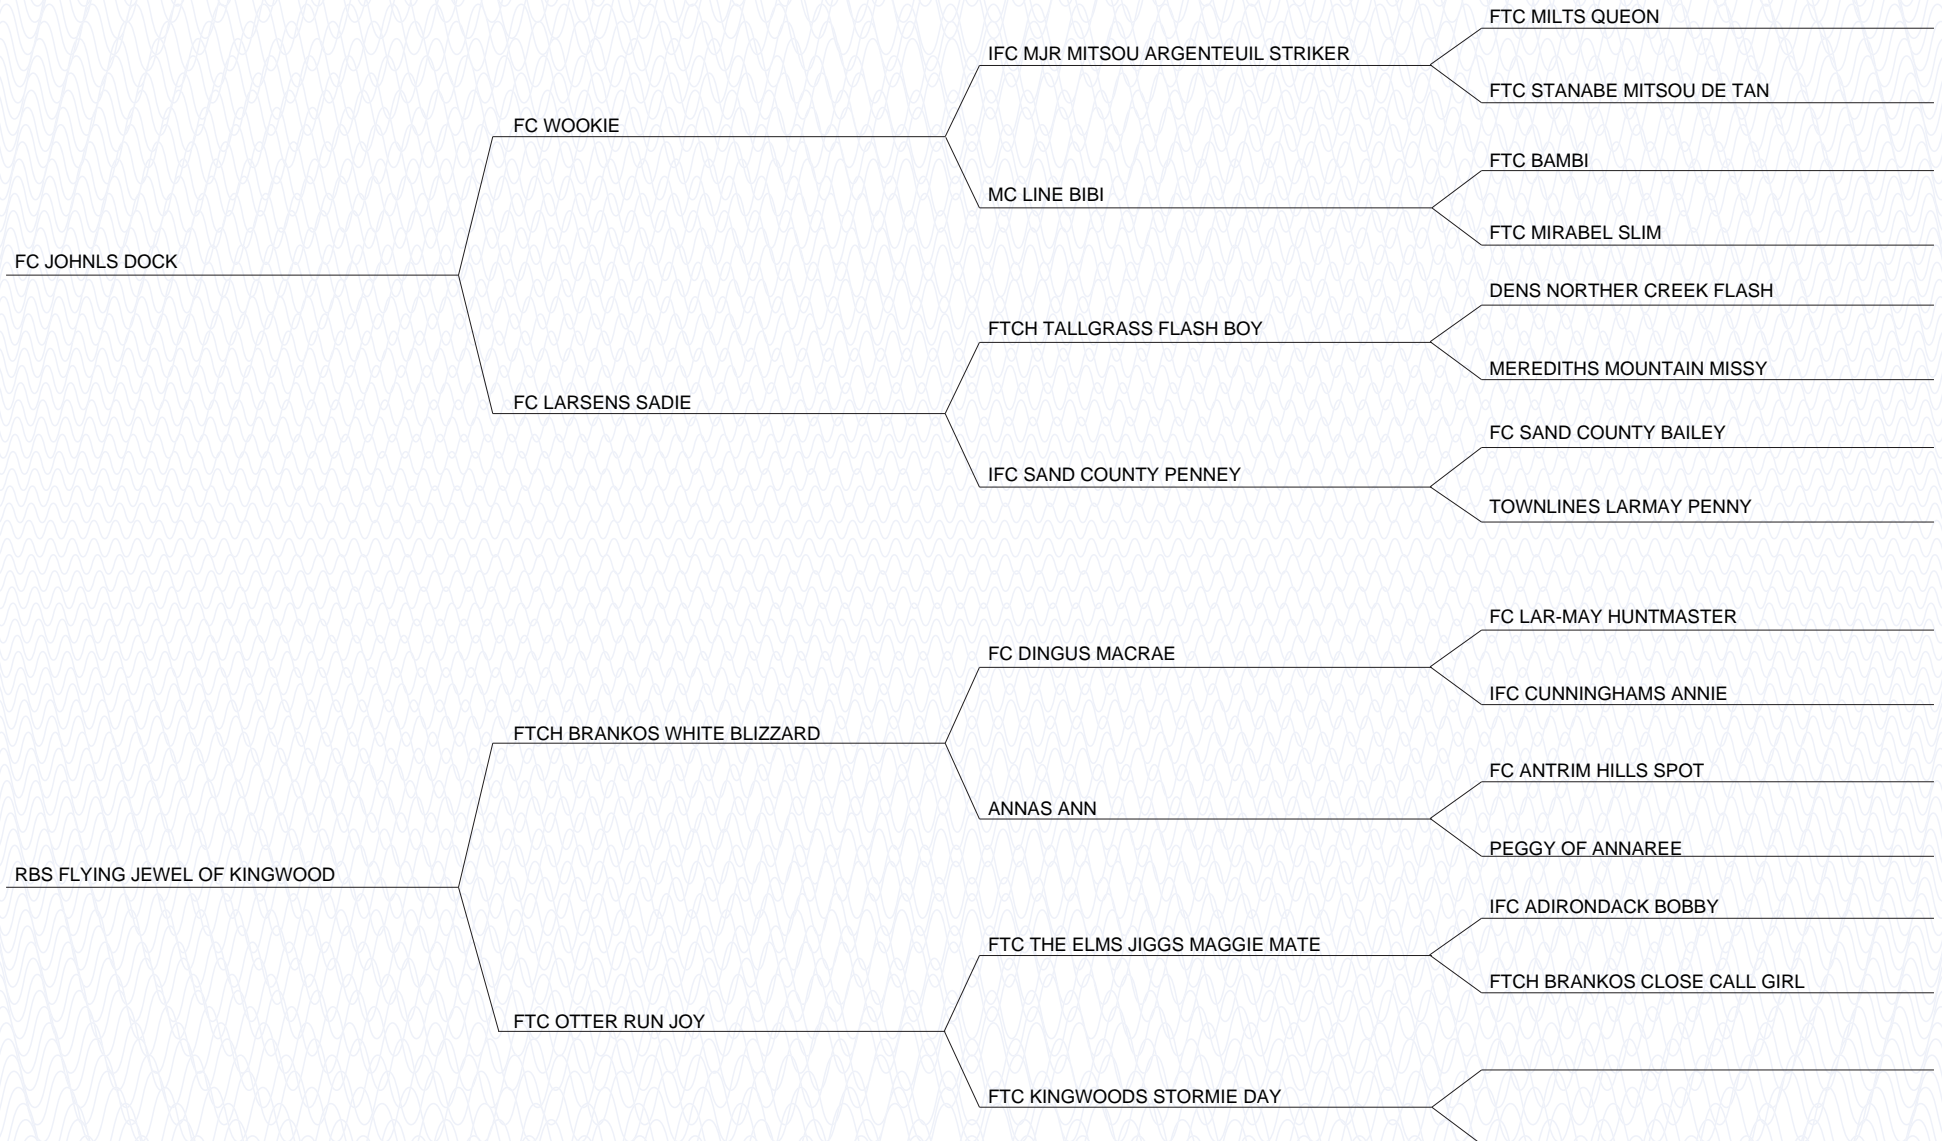 FTC MILTS QUEON
IFC MJR MITSOU ARGENTEUIL STRIKER
FTC STANABE MITSOU DE TAN
FC WOOKIE
FTC BAMBI
MC LINE BIBI
FTC MIRABEL SLIM
FC JOHNLS DOCK
DENS NORTHER CREEK FLASH
FTCH TALLGRASS FLASH BOY
MEREDITHS MOUNTAIN MISSY
FC LARSENS SADIE
FC SAND COUNTY BAILEY
IFC SAND COUNTY PENNEY
TOWNLINES LARMAY PENNY
FC LAR-MAY HUNTMASTER
FC DINGUS MACRAE
IFC CUNNINGHAMS ANNIE
FTCH BRANKOS WHITE BLIZZARD
FC ANTRIM HILLS SPOT
ANNAS ANN
PEGGY OF ANNAREE
RBS FLYING JEWEL OF KINGWOOD
IFC ADIRONDACK BOBBY
FTC THE ELMS JIGGS MAGGIE MATE
FTCH BRANKOS CLOSE CALL GIRL
FTC OTTER RUN JOY
FTC KINGWOODS STORMIE DAY